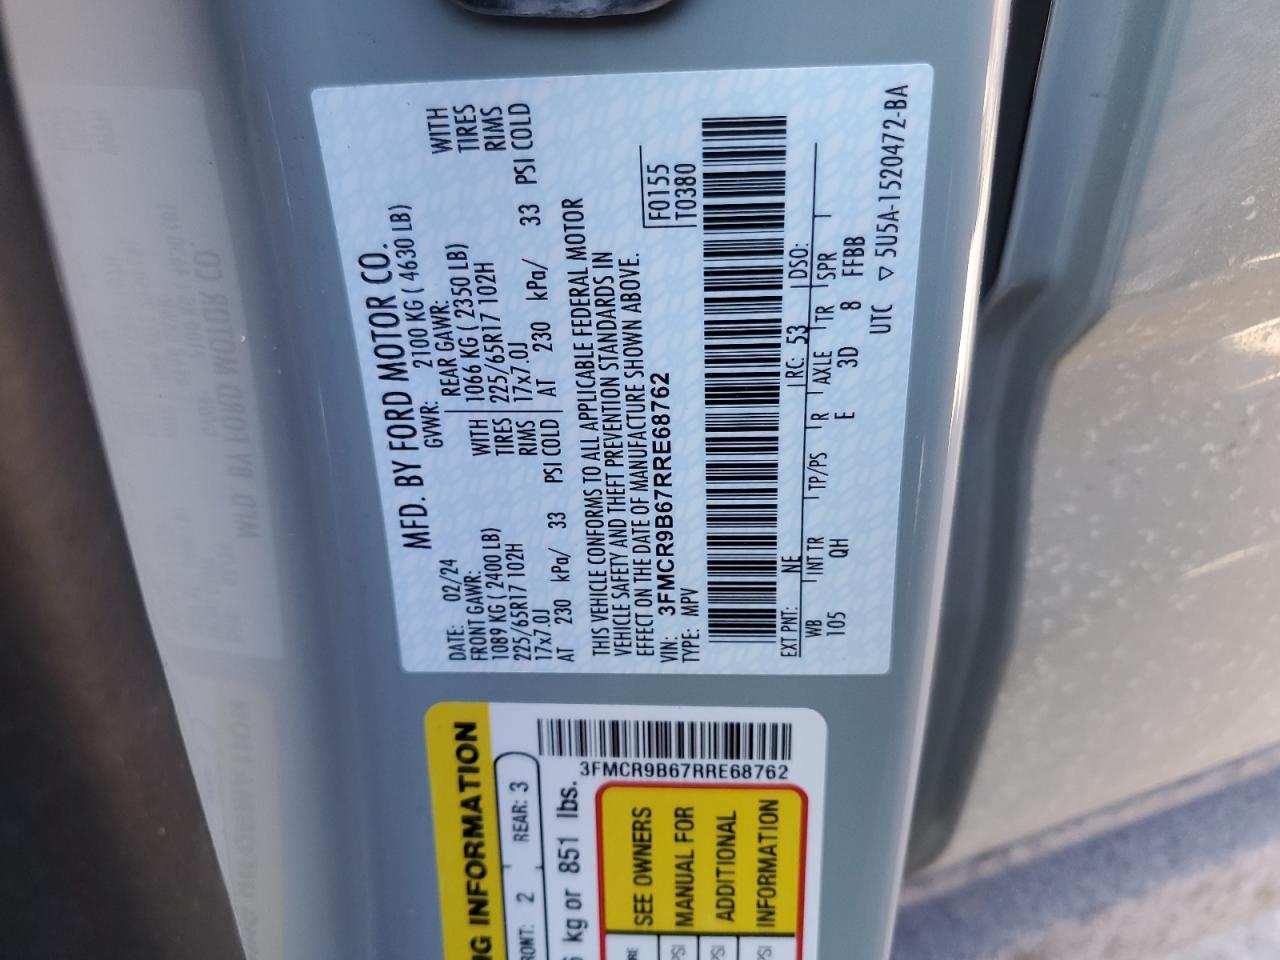 MFD. BY FORD MOTOR CO.
DATE: 02/24 GVWR: 2100 KG ( 4630 LB)
FRONT GAWR: REAR GAWR:
1089 KG ( 2400 LB) WITH 1066 KG ( 2350 LB) WITH
225/65R17 102H TIRES 225/65R17 102H TIRES
17x7.0J RIMS 17x7.0J RIMS
AT 230 kPa/ 33 PSI COLD AT 230 kPa/ 33 PSI COLD
THIS VEHICLE CONFORMS TO ALL APPLICABLE FEDERAL MOTOR
VEHICLE SAFETY AND THEFT PREVENTION STANDARDS IN
EFFECT ON THE DATE OF MANUFACTURE SHOWN ABOVE.
VIN: 3FMCR9B67RRE68762 F0155
TYPE: MPV T0380
EXT PNT: NE RC: 53 DSO:
WB INT TR TP/PS R AXLE TR SPR
105 QH E 3D 8 FFBB
UTC ▽ 5U5A-1520472-BA
INFORMATION
3FMCR9B67RRE68762
2 REAR: 3
kg or 851 lbs.
SEE OWNERS
MANUAL FOR
ADDITIONAL
INFORMATION